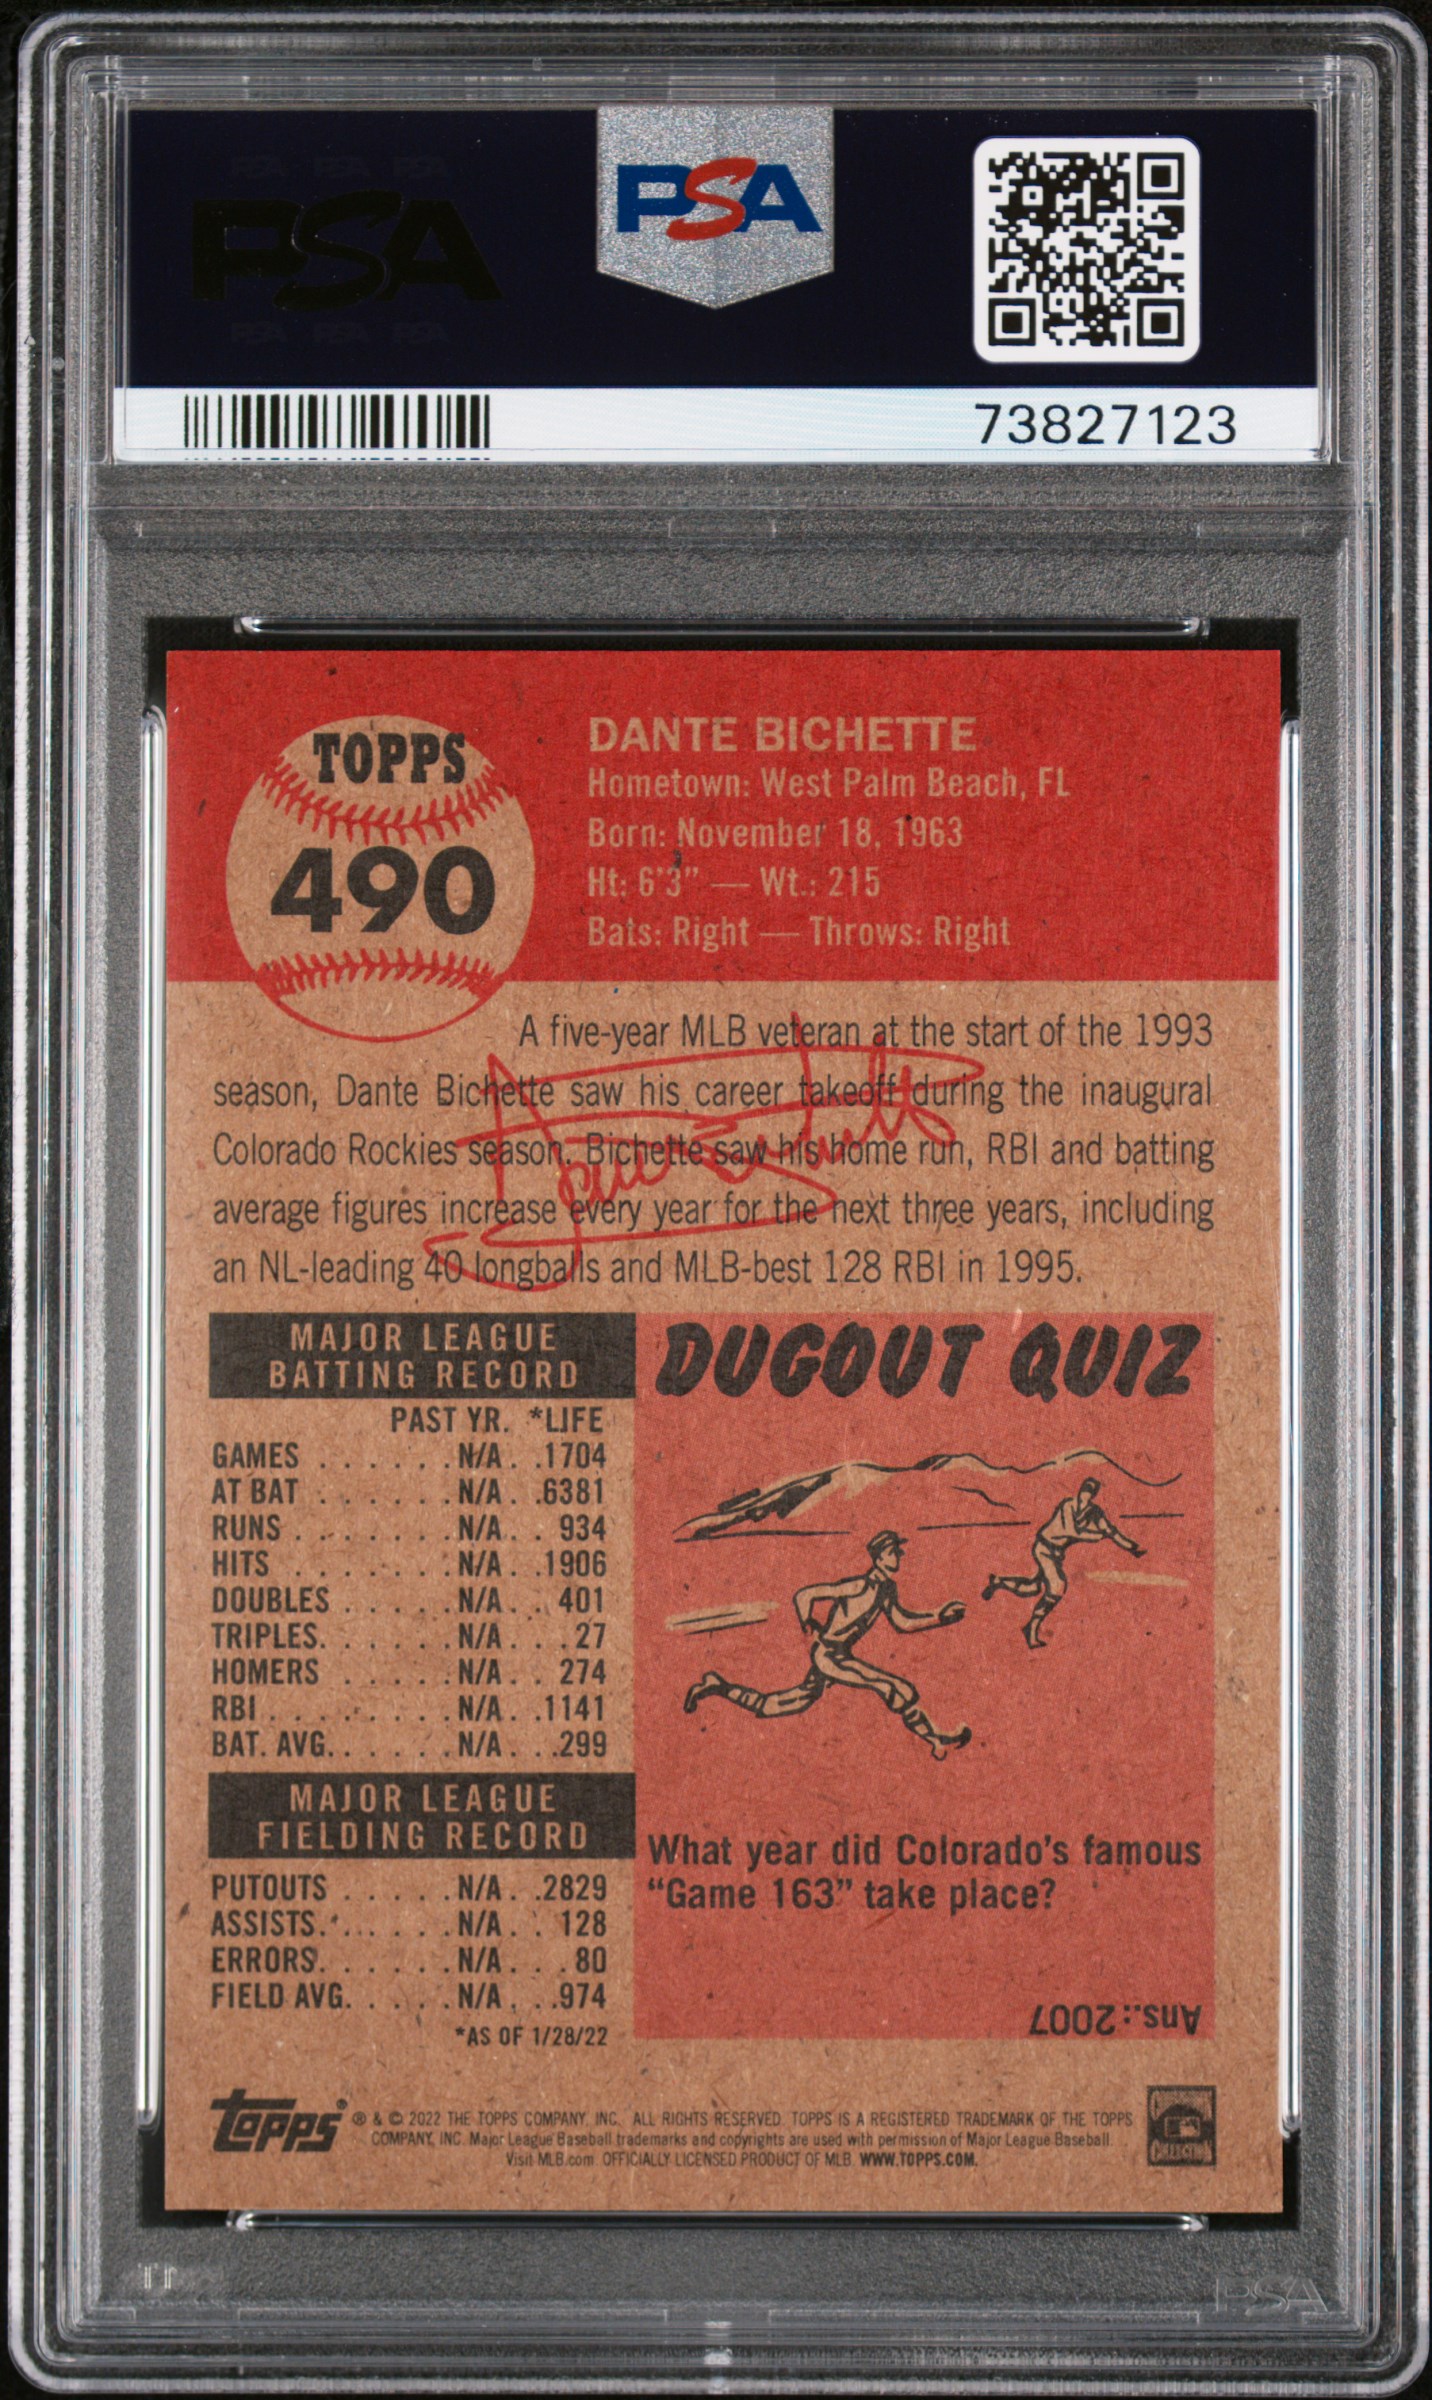 PSA PSA PSA
PSA
PSA
PSA PSA PSA
73827123
TOPPS
490
DANTE BICHETTE
Hometown: West Palm Beach, FL
Born: November 18, 1963
Ht: 6'3" — Wt.: 215
Bats: Right — Throws: Right
A five-year MLB veteran at the start of the 1993
season, Dante Bichette saw his career takeoff during the inaugural
Colorado Rockies season. Bichette saw his home run, RBI and batting
average figures increase every year for the next three years, including
an NL-leading 40 longballs and MLB-best 128 RBI in 1995.
MAJOR LEAGUE
BATTING RECORD
PAST YR. *LIFE
GAMES . . . . . . N/A . .1704
AT BAT . . . . . . N/A . .6381
RUNS . . . . . . . N/A . . 934
HITS . . . . . . . N/A . .1906
DOUBLES . . . . . N/A . . 401
TRIPLES. . . . . . N/A . . . 27
HOMERS . . . . . N/A . . 274
RBI . . . . . . . . N/A . .1141
BAT. AVG. . . . . . N/A . . .299
MAJOR LEAGUE
FIELDING RECORD
PUTOUTS . . . . . N/A . .2829
ASSISTS. . . . . . N/A . . 128
ERRORS. . . . . . N/A . . . 80
FIELD AVG. . . . . N/A . . .974
*AS OF 1/28/22
DUGOUT QUIZ
What year did Colorado's famous
"Game 163" take place?
Ans.: 2007
topps
® & © 2022 THE TOPPS COMPANY, INC. ALL RIGHTS RESERVED. TOPPS IS A REGISTERED TRADEMARK OF THE TOPPS
COMPANY, INC. Major League Baseball trademarks and copyrights are used with permission of Major League Baseball.
Visit MLB.com. OFFICIALLY LICENSED PRODUCT OF MLB. WWW.TOPPS.COM.
COLLECTION
PSA